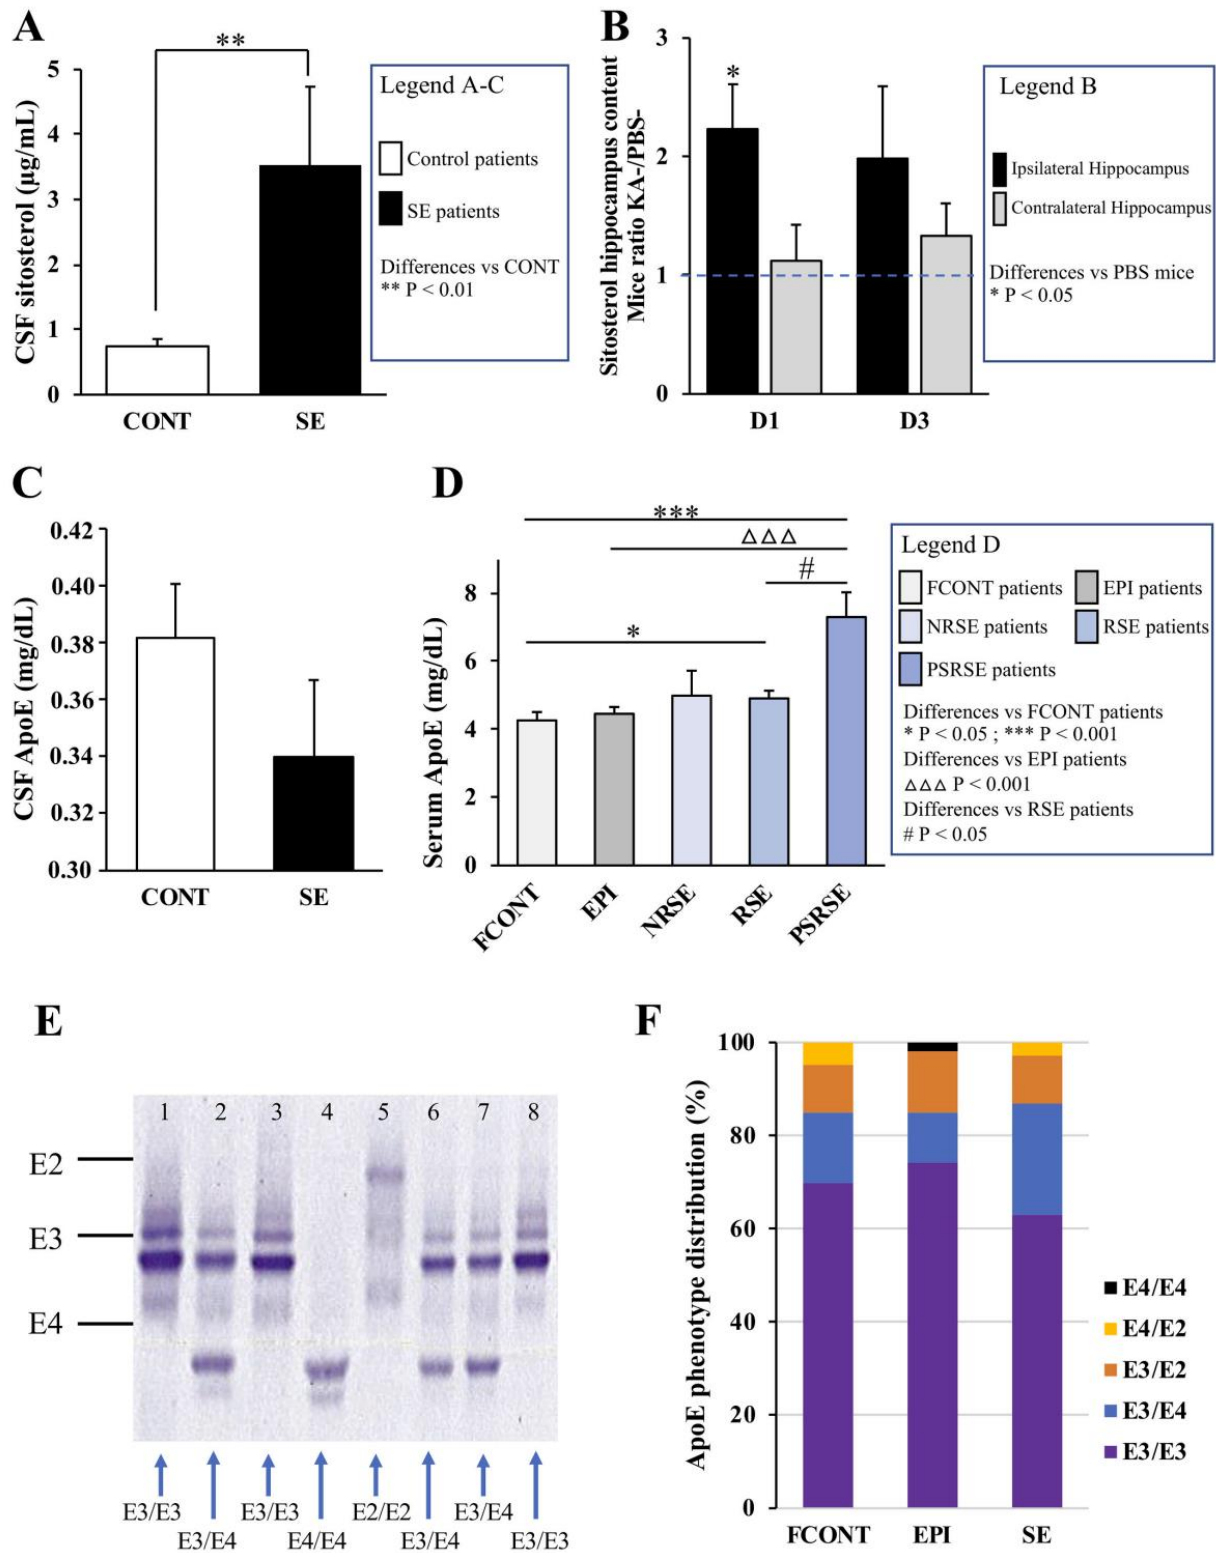 A
**
5
4
3
2
1
0
CSF sitosterol (µg/mL)
CONT
SE
Legend A-C
Control patients
SE patients
Differences vs CONT
** P < 0.01
B
3
2
1
0
Sitosterol hippocampus content
Mice ratio KA-/PBS-
*
D1
D3
Legend B
Ipsilateral Hippocampus
Contralateral Hippocampus
Differences vs PBS mice
* P < 0.05
C
0.42
0.40
0.38
0.36
0.34
0.32
0.30
CSF ApoE (mg/dL)
CONT
SE
D
***
△△△
#
*
8
6
4
2
0
Serum ApoE (mg/dL)
FCONT
EPI
NRSE
RSE
PSRSE
Legend D
FCONT patients
EPI patients
NRSE patients
RSE patients
PSRSE patients
Differences vs FCONT patients
* P < 0.05 ; *** P < 0.001
Differences vs EPI patients
△△△ P < 0.001
Differences vs RSE patients
# P < 0.05
E
1 2 3 4 5 6 7 8
E2
E3
E4
E3/E3
E3/E4
E3/E3
E4/E4
E2/E2
E3/E4
E3/E4
E3/E3
F
100
80
60
40
20
0
ApoE phenotype distribution (%)
FCONT
EPI
SE
E4/E4
E4/E2
E3/E2
E3/E4
E3/E3